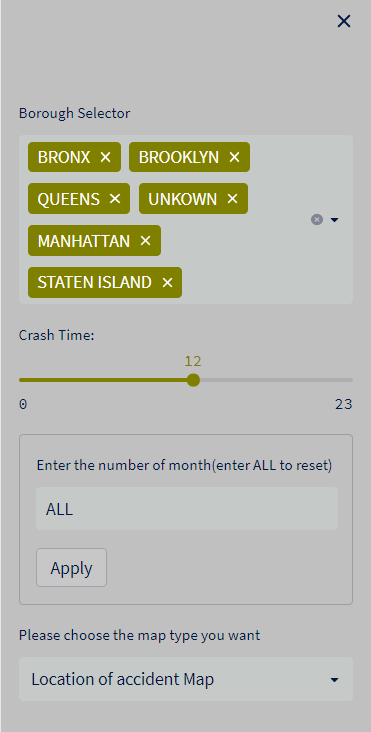 Borough Selector
BRONX × BROOKLYN ×
QUEENS × UNKOWN ×
MANHATTAN ×
STATEN ISLAND ×
Crash Time:
12
0 23
Enter the number of month(enter ALL to reset)
ALL
Apply
Please choose the map type you want
Location of accident Map